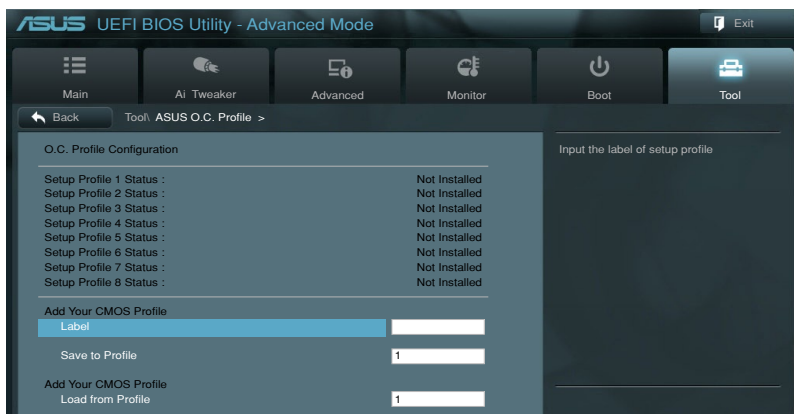 ASUS UEFI BIOS Utility - Advanced Mode
Exit
Main
Ai Tweaker
Advanced
Monitor
Boot
Tool
Back
Tool\ ASUS O.C. Profile >
O.C. Profile Configuration
Input the label of setup profile
Setup Profile 1 Status : Not Installed
Setup Profile 2 Status : Not Installed
Setup Profile 3 Status : Not Installed
Setup Profile 4 Status : Not Installed
Setup Profile 5 Status : Not Installed
Setup Profile 6 Status : Not Installed
Setup Profile 7 Status : Not Installed
Setup Profile 8 Status : Not Installed
Add Your CMOS Profile
Label
Save to Profile 1
Add Your CMOS Profile
Load from Profile 1